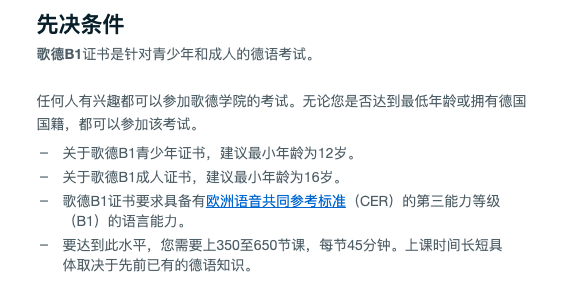 先决条件
歌德B1证书是针对青少年和成人的德语考试。
任何人有兴趣都可以参加歌德学院的考试。无论您是否达到最低年龄或拥有德国
国籍，都可以参加该考试。
– 关于歌德B1青少年证书，建议最小年龄为12岁。
– 关于歌德B1成人证书，建议最小年龄为16岁。
– 歌德B1证书要求具备有欧洲语音共同参考标准（CER）的第三能力等级
（B1）的语言能力。
– 要达到此水平，您需要上350至650节课，每节45分钟。上课时间长短具
体取决于先前已有的德语知识。